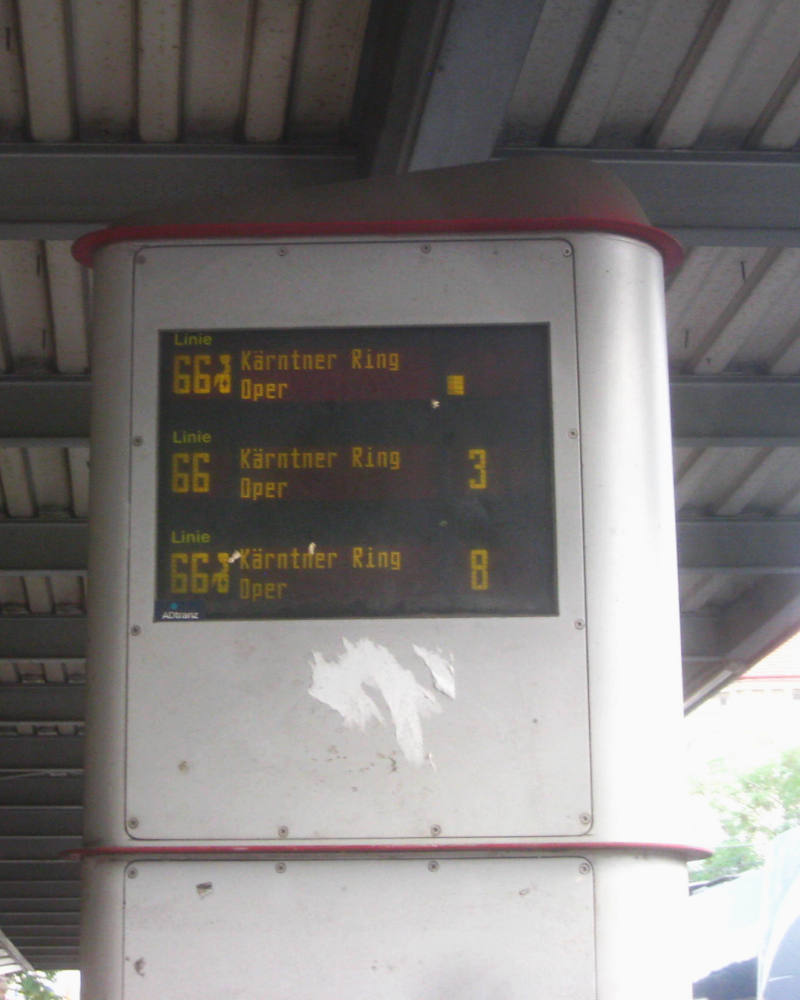 Linie
66 Kärntner Ring
Oper
Linie
66 Kärntner Ring 3
Oper
Linie
66 Kärntner Ring 8
Oper
ADtranz